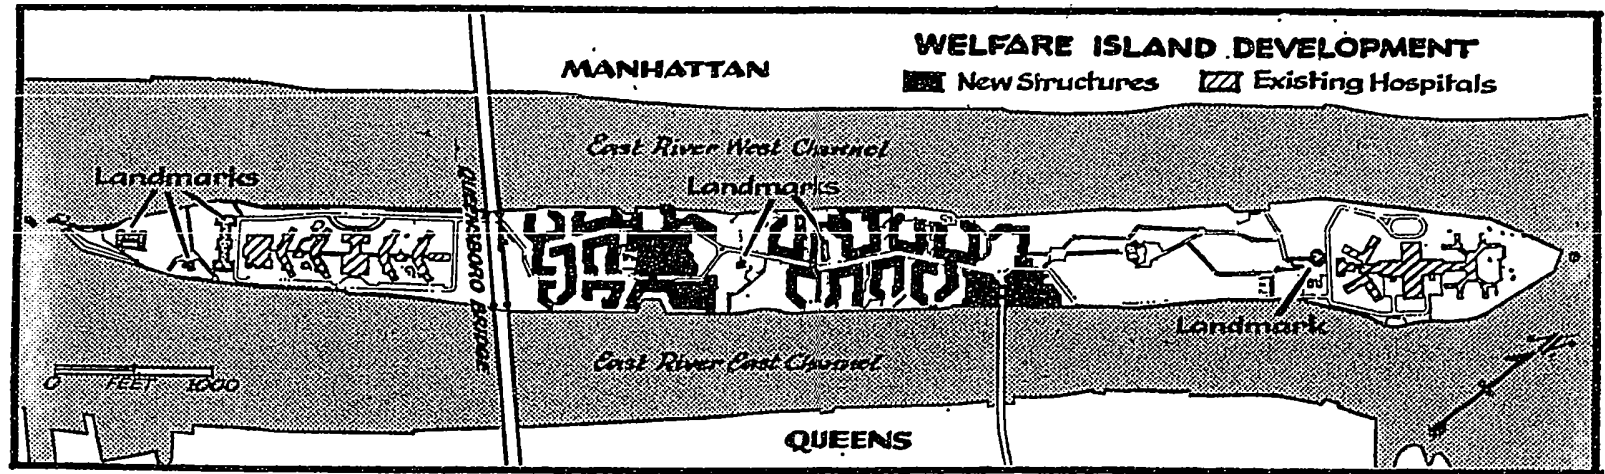 WELFARE ISLAND DEVELOPMENT
MANHATTAN
New Structures Existing Hospitals
East River West Channel
Landmarks
Landmarks
QUEENSBORO BRIDGE
Landmark
East River East Channel
0 FEET 1000
QUEENS